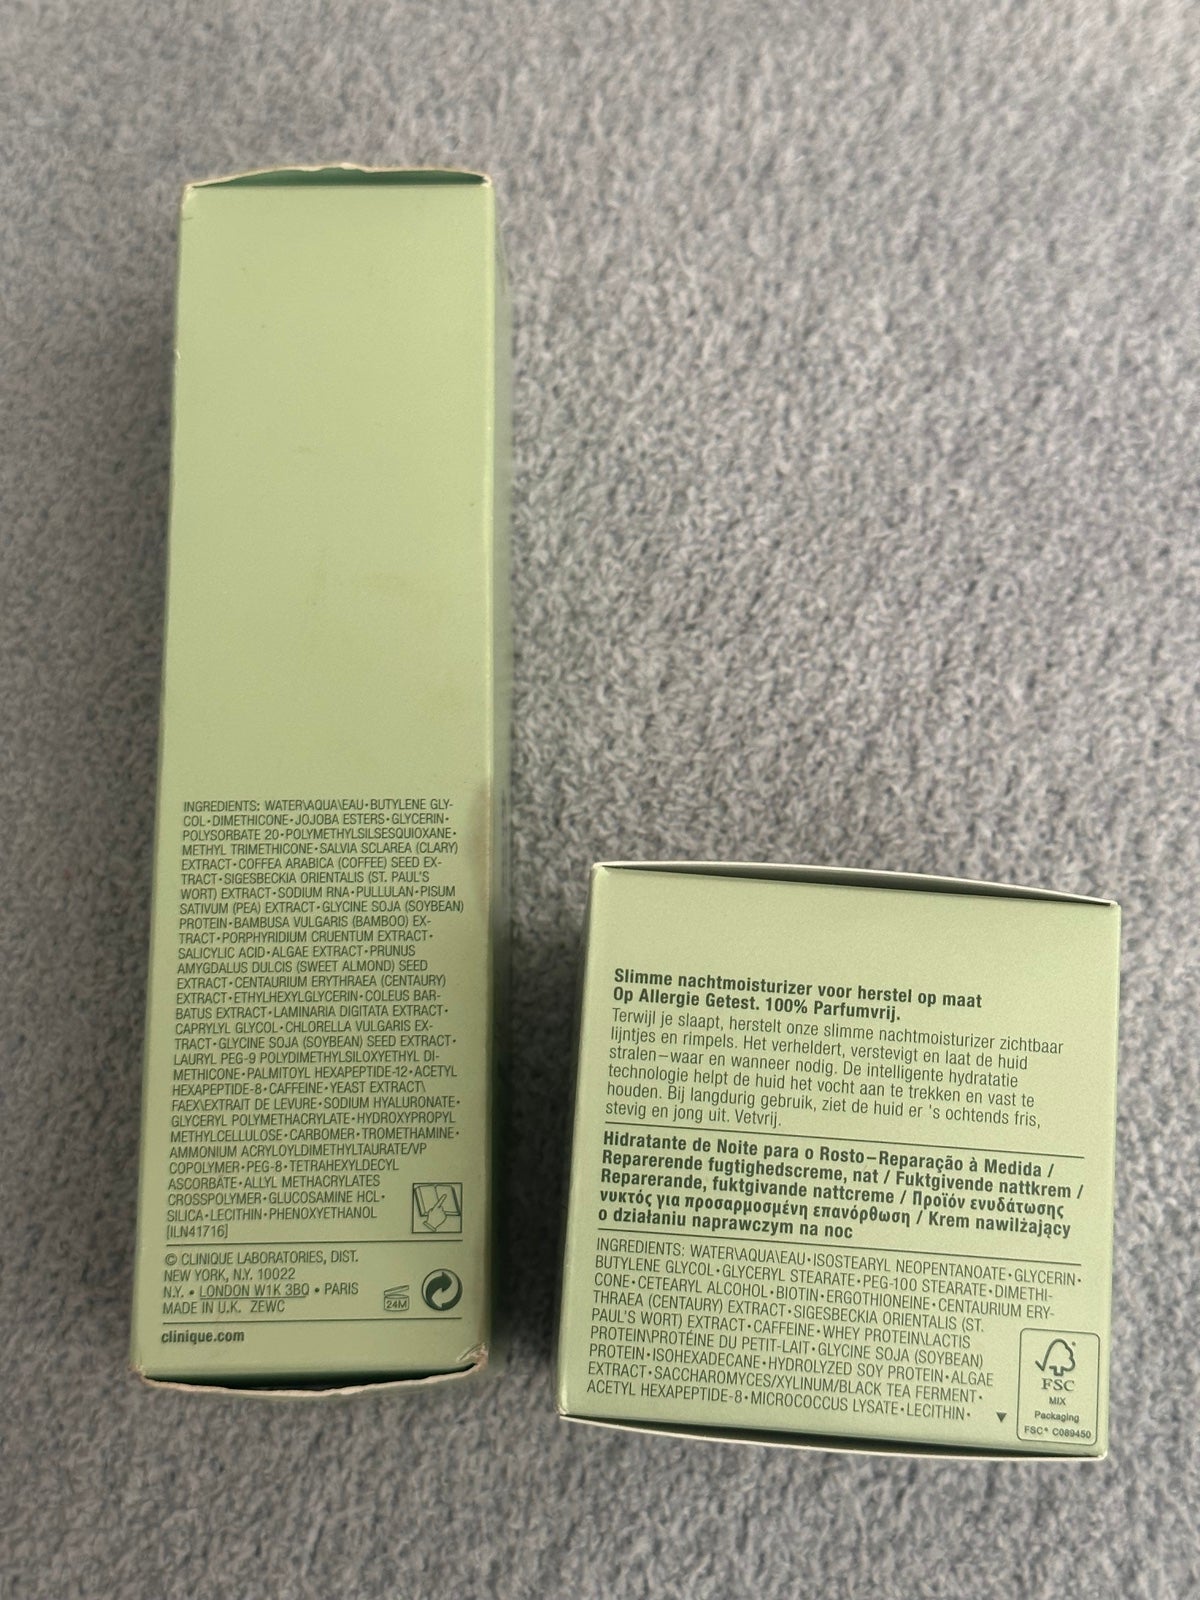 INGREDIENTS: WATER\AQUA\EAU•BUTYLENE GLY-
COL•DIMETHICONE•JOJOBA ESTERS•GLYCERIN•
POLYSORBATE 20•POLYMETHYLSILSESQUIOXANE•
METHYL TRIMETHICONE•SALVIA SCLAREA (CLARY)
EXTRACT•COFFEA ARABICA (COFFEE) SEED EX-
TRACT•SIGESBECKIA ORIENTALIS (ST. PAUL'S
WORT) EXTRACT•SODIUM RNA•PULLULAN•PISUM
SATIVUM (PEA) EXTRACT•GLYCINE SOJA (SOYBEAN)
PROTEIN•BAMBUSA VULGARIS (BAMBOO) EX-
TRACT•PORPHYRIDIUM CRUENTUM EXTRACT•
SALICYLIC ACID•ALGAE EXTRACT•PRUNUS
AMYGDALUS DULCIS (SWEET ALMOND) SEED
EXTRACT•CENTAURIUM ERYTHRAEA (CENTAURY)
EXTRACT•ETHYLHEXYLGLYCERIN•COLEUS BAR-
BATUS EXTRACT•LAMINARIA DIGITATA EXTRACT•
CAPRYLYL GLYCOL•CHLORELLA VULGARIS EX-
TRACT•GLYCINE SOJA (SOYBEAN) SEED EXTRACT•
LAURYL PEG-9 POLYDIMETHYLSILOXYETHYL DI-
METHICONE•PALMITOYL HEXAPEPTIDE-12•ACETYL
HEXAPEPTIDE-8•CAFFEINE•YEAST EXTRACT\
FAEX\EXTRAIT DE LEVURE•SODIUM HYALURONATE•
GLYCERYL POLYMETHACRYLATE•HYDROXYPROPYL
METHYLCELLULOSE•CARBOMER•TROMETHAMINE•
AMMONIUM ACRYLOYLDIMETHYLTAURATE/VP
COPOLYMER•PEG-8•TETRAHEXYLDECYL
ASCORBATE•ALLYL METHACRYLATES
CROSSPOLYMER•GLUCOSAMINE HCL•
SILICA•LECITHIN•PHENOXYETHANOL
[ILN41716]
© CLINIQUE LABORATORIES, DIST.
NEW YORK, N.Y. 10022
N.Y. • LONDON W1K 3BQ • PARIS
MADE IN U.K. ZEWC
24M
clinique.com
Slimme nachtmoisturizer voor herstel op maat
Op Allergie Getest. 100% Parfumvrij.
Terwijl je slaapt, herstelt onze slimme nachtmoisturizer zichtbaar
lijntjes en rimpels. Het verheldert, verstevigt en laat de huid
stralen–waar en wanneer nodig. De intelligente hydratatie
technologie helpt de huid het vocht aan te trekken en vast te
houden. Bij langdurig gebruik, ziet de huid er 's ochtends fris,
stevig en jong uit. Vetvrij.
Hidratante de Noite para o Rosto–Reparação à Medida /
Reparerende fugtighedscreme, nat / Fuktgivende nattkrem /
Reparerande, fuktgivande nattcreme / Προϊόν ενυδάτωσης
νυκτός για προσαρμοσμένη επανόρθωση / Krem nawilżający
o działaniu naprawczym na noc
INGREDIENTS: WATER\AQUA\EAU•ISOSTEARYL NEOPENTANOATE•GLYCERIN•
BUTYLENE GLYCOL•GLYCERYL STEARATE•PEG-100 STEARATE•DIMETHI-
CONE•CETEARYL ALCOHOL•BIOTIN•ERGOTHIONEINE•CENTAURIUM ERY-
THRAEA (CENTAURY) EXTRACT•SIGESBECKIA ORIENTALIS (ST.
PAUL'S WORT) EXTRACT•CAFFEINE•WHEY PROTEIN\LACTIS
PROTEIN\PROTÉINE DU PETIT-LAIT•GLYCINE SOJA (SOYBEAN)
PROTEIN•ISOHEXADECANE•HYDROLYZED SOY PROTEIN•ALGAE
EXTRACT•SACCHAROMYCES/XYLINUM/BLACK TEA FERMENT•
ACETYL HEXAPEPTIDE-8•MICROCOCCUS LYSATE•LECITHIN•
FSC
MIX
Packaging
FSC® C089450